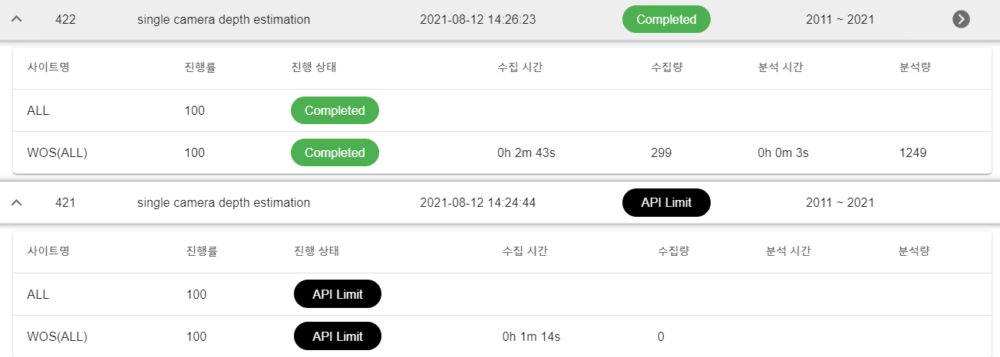 422 single camera depth estimation 2021-08-12 14:26:23 Completed 2011 ~ 2021
사이트명 진행률 진행 상태 수집 시간 수집량 분석 시간 분석량
ALL 100 Completed
WOS(ALL) 100 Completed 0h 2m 43s 299 0h 0m 3s 1249
421 single camera depth estimation 2021-08-12 14:24:44 API Limit 2011 ~ 2021
사이트명 진행률 진행 상태 수집 시간 수집량 분석 시간 분석량
ALL 100 API Limit
WOS(ALL) 100 API Limit 0h 1m 14s 0